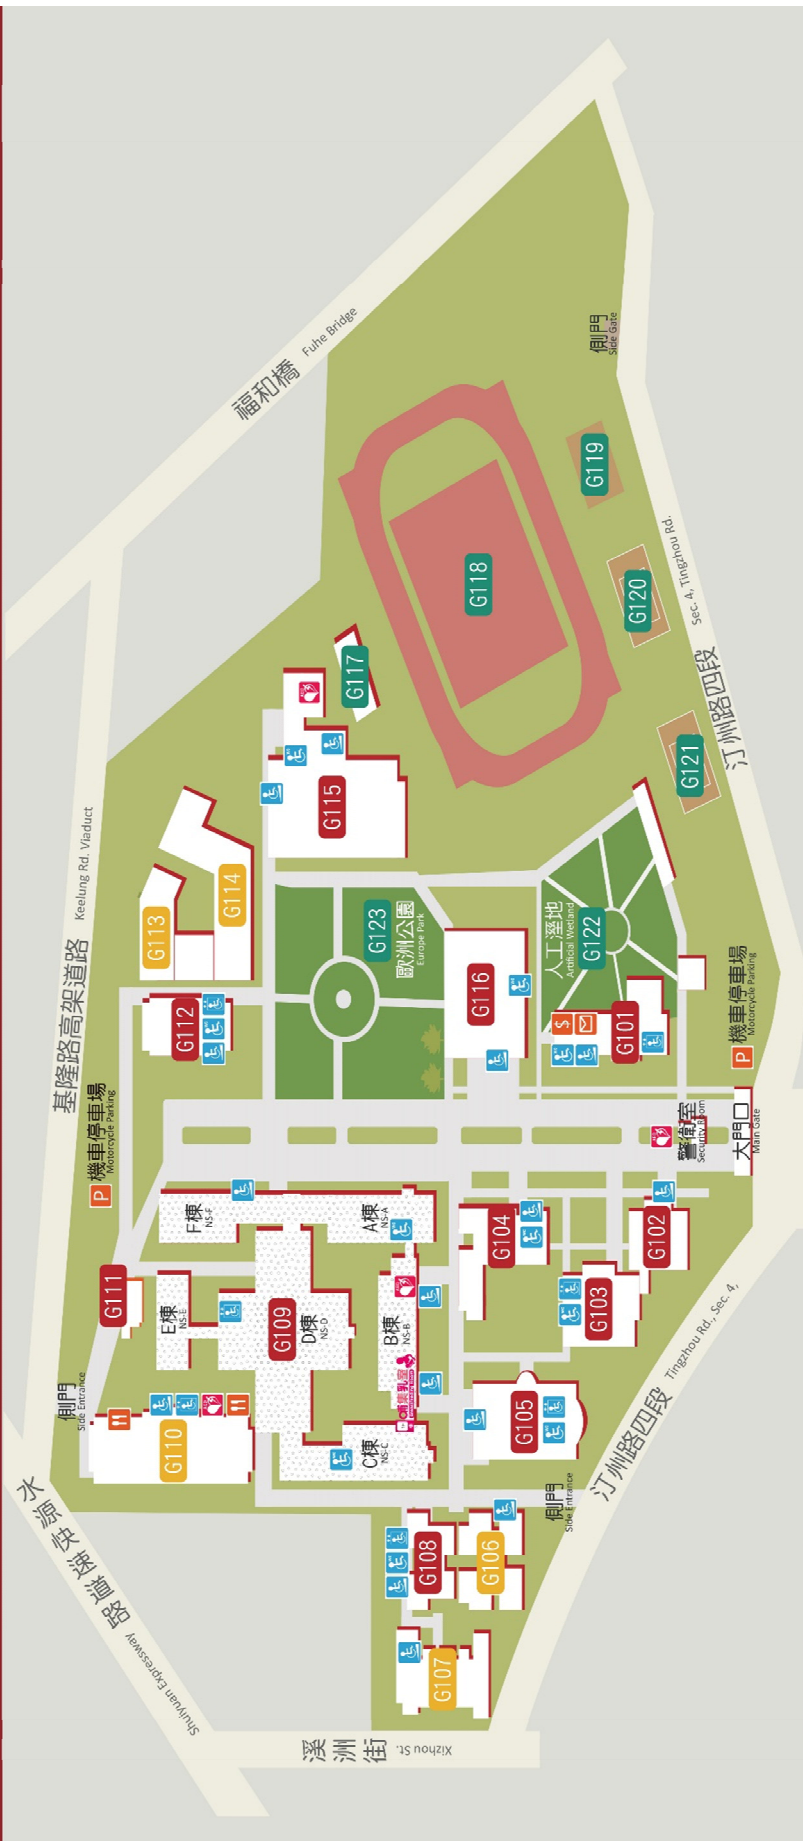 福和橋 Fuhe Bridge
側門
Side Gate
G119
G118
G120
Sec. 4, Tingzhou Rd.
汀州路四段
G117
G121
G115
基隆路高架道路 Keelung Rd. Viaduct
G114
G113
G123
歐洲公園
Europe Park
人工溼地
Artificial Wetland
G122
G116
G112
G101
$
P 機車停車場
Motorcycle Parking
P 機車停車場
Motorcycle Parking
警衛室
Security Room
大門口
Main Gate
F棟
NS-F
A棟
NS-A
G104
G102
G111
E棟
NS-E
G109
D棟
NS-D
B棟
NS-B
G103
側門
Side Entrance
G110
C棟
NS-C
G105
汀州路四段 Tingzhou Rd., Sec. 4,
側門
Side Entrance
水源快速道路 Shuiyuan Expressway
G108
G106
G107
溪洲街 Xizhou St.